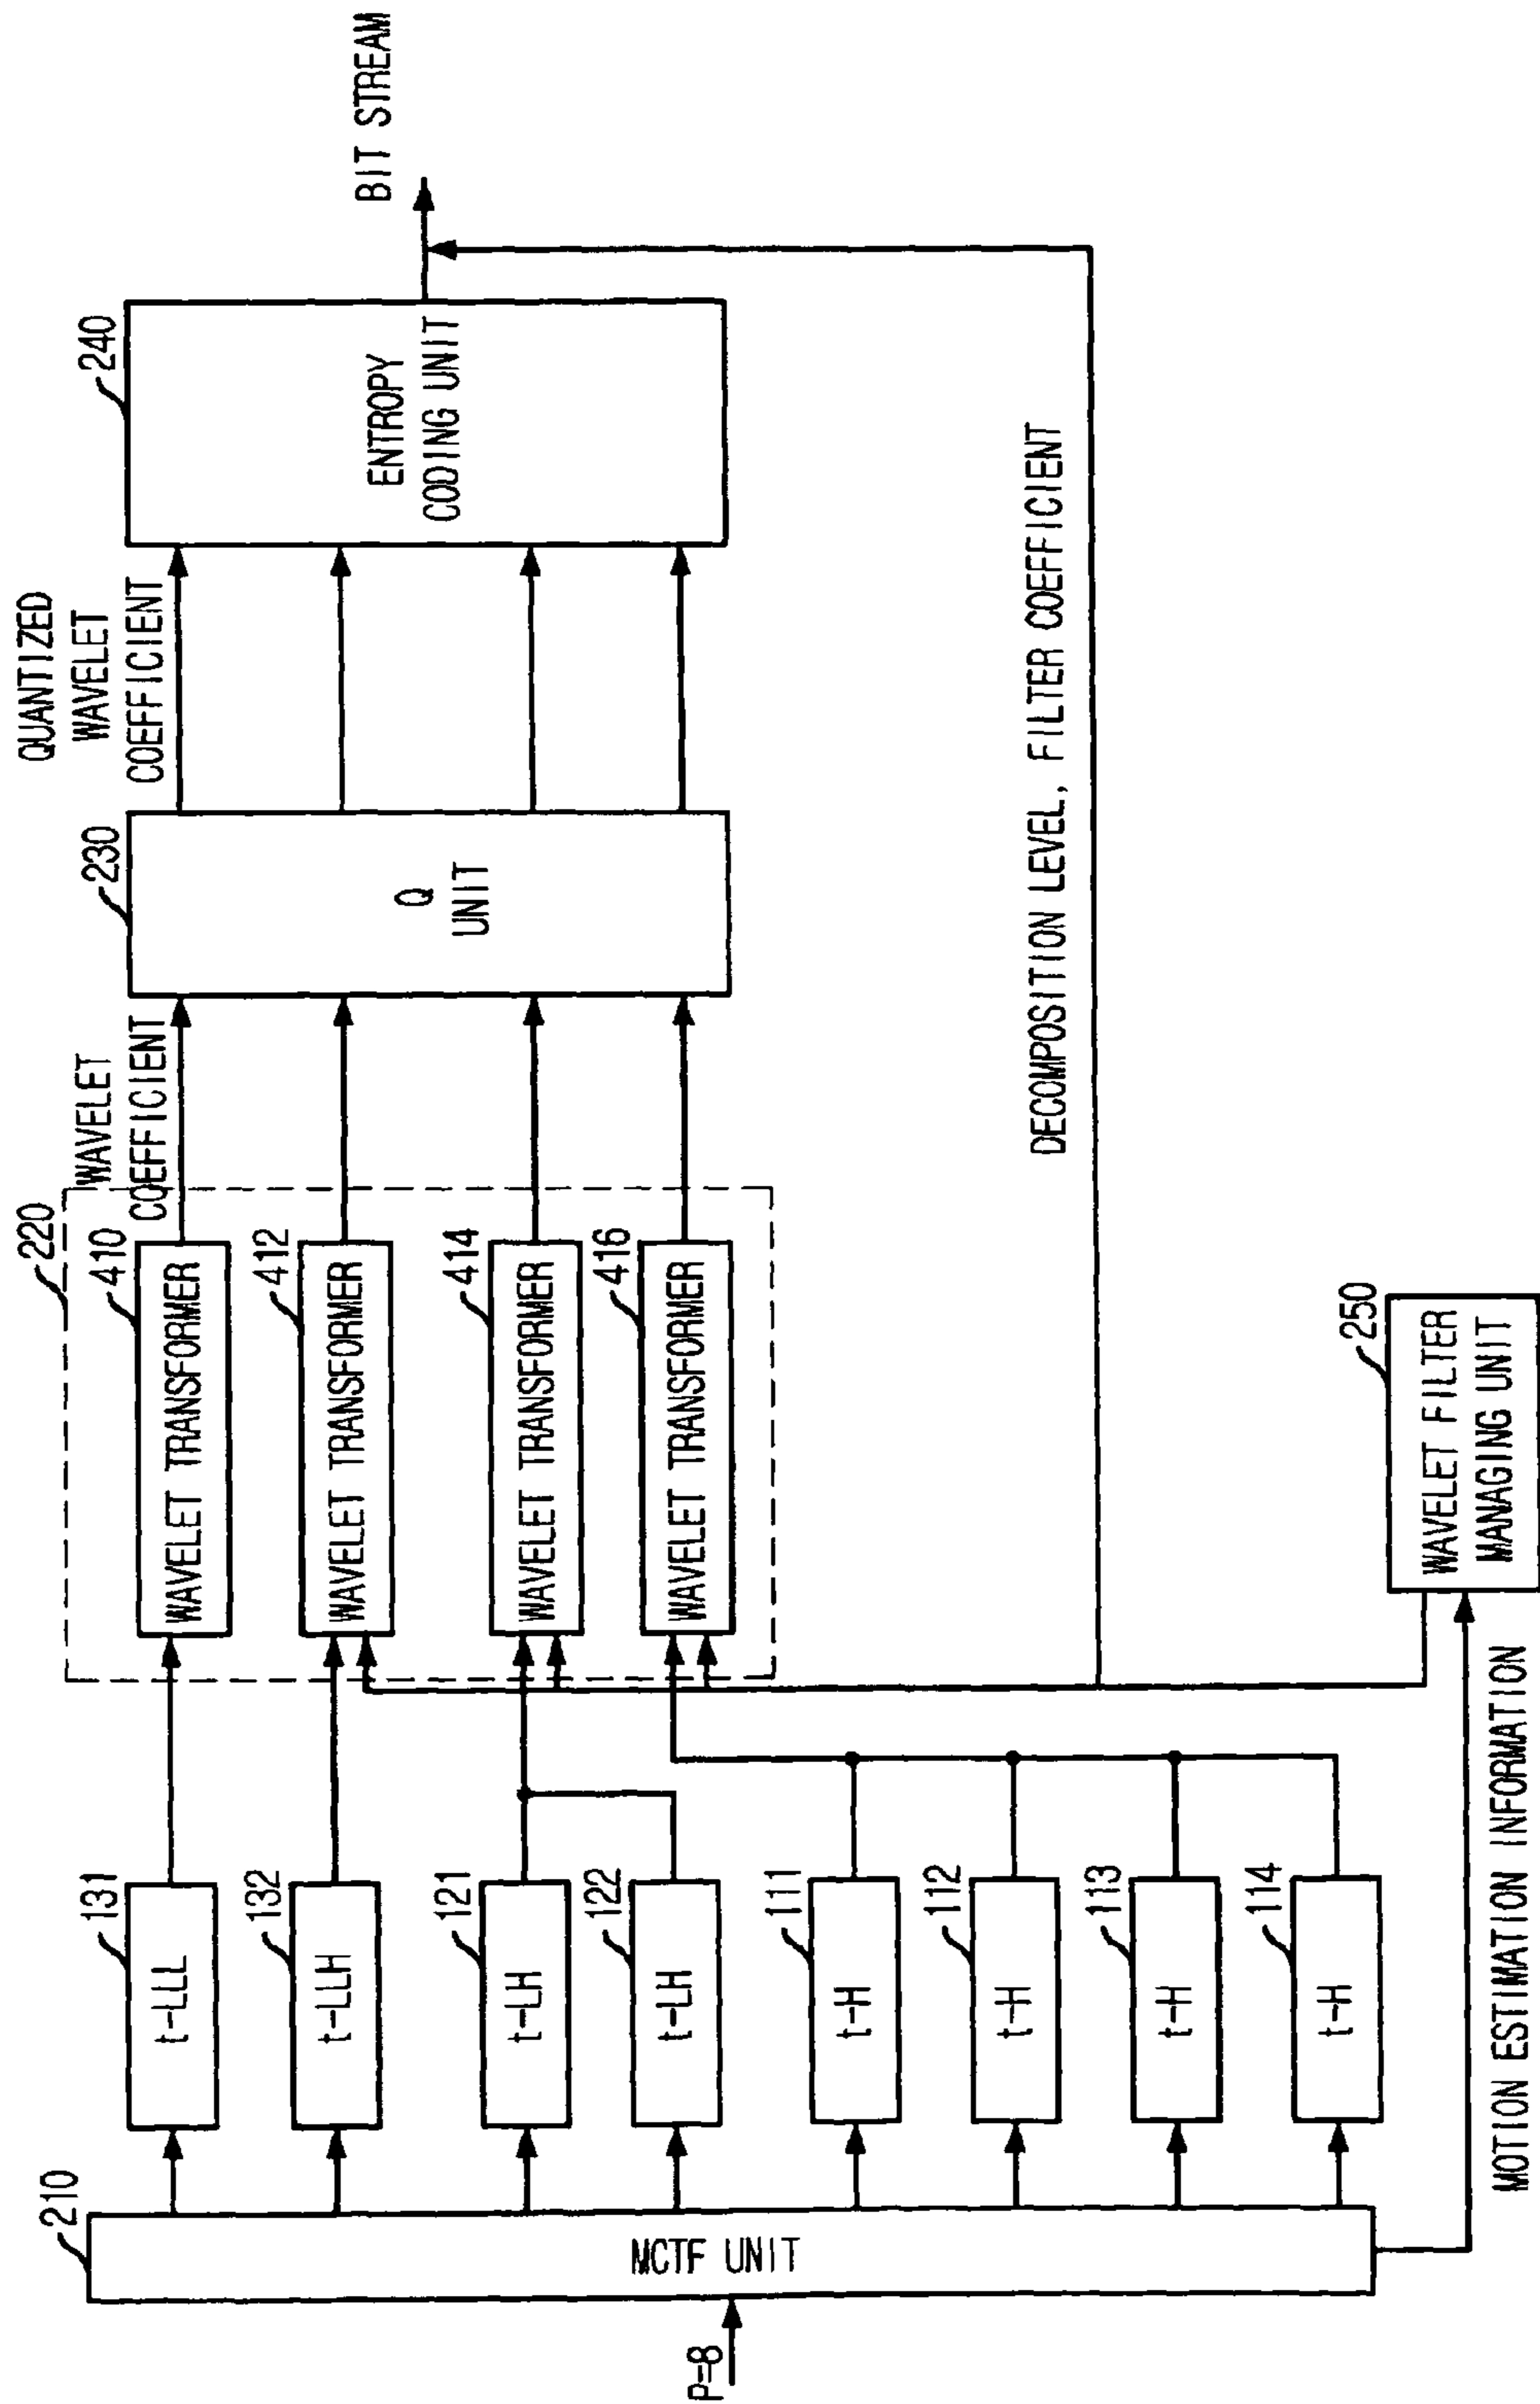 P=8
210
MCTF UNIT
131
t-LLL
132
t-LLH
121
t-LH
122
t-LH
111
t-H
112
t-H
113
t-H
114
t-H
MOTION ESTIMATION INFORMATION
220
410
WAVELET TRANSFORMER
412
WAVELET TRANSFORMER
414
WAVELET TRANSFORMER
416
WAVELET TRANSFORMER
250
WAVELET FILTER
MANAGING UNIT
WAVELET
COEFFICIENT
230
Q
UNIT
QUANTIZED
WAVELET
COEFFICIENT
DECOMPOSITION LEVEL, FILTER COEFFICIENT
240
ENTROPY
CODING UNIT
BIT STREAM